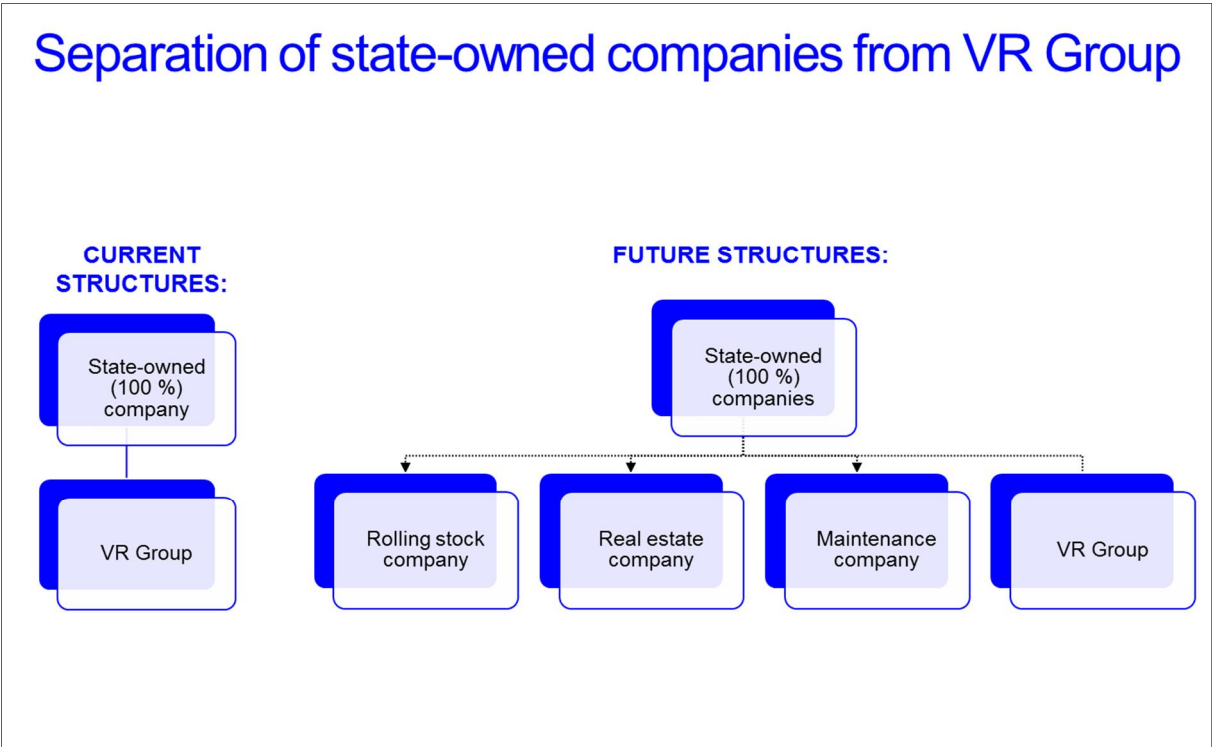 Separation of state-owned companies from VR Group
CURRENT
STRUCTURES:
State-owned
(100 %)
company
VR Group
FUTURE STRUCTURES:
State-owned
(100 %)
companies
Rolling stock
company
Real estate
company
Maintenance
company
VR Group